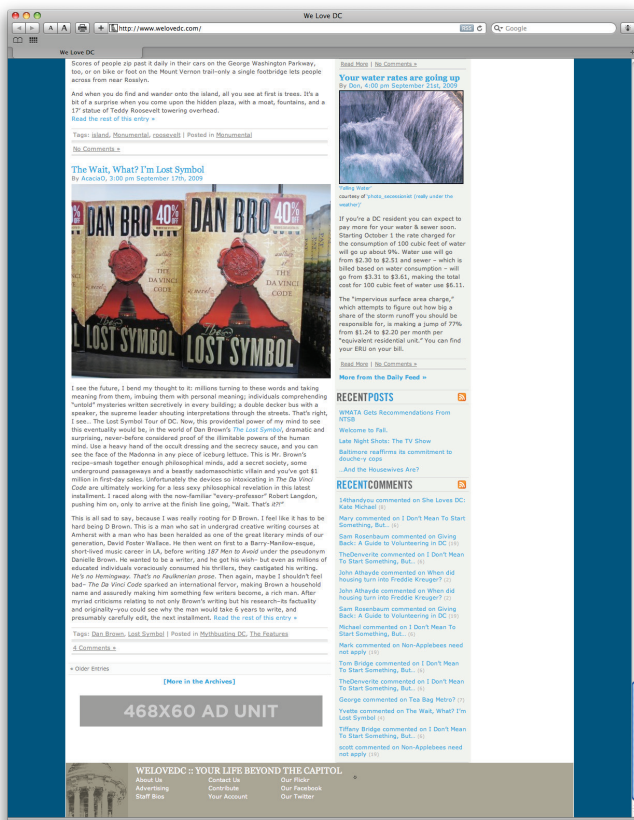 We Love DC
A A
http://www.welovedc.com/
RSS
Google
We Love DC
Scores of people zip past it daily in their cars on the George Washington Parkway,
too, or on bike or foot on the Mount Vernon trail–only a single footbridge lets people
across from near Rosslyn.
And when you do find and wander onto the island, all you see at first is trees. It's a
bit of a surprise when you come upon the hidden plaza, with a moat, fountains, and a
17' statue of Teddy Roosevelt towering overhead.
Read the rest of this entry »
Tags: island, Monumental, roosevelt | Posted in Monumental
No Comments »
The Wait, What? I'm Lost Symbol
By AcaciaD, 3:00 pm September 17th, 2009
DAN BRO
40% OFF
DAN BRO
40% OFF
THE
DA VINCI
CODE
THE
DA VINCI
CODE
The
LOST SYMBOL
LOST SYMBOL
I see the future, I bend my thought to it: millions turning to these words and taking
meaning from them, imbuing them with personal meaning; individuals comprehending
"untold" mysteries written secretively in every building; a double decker bus with a
speaker, the supreme leader shouting interpretations through the streets. That's right,
I see… The Lost Symbol Tour of DC. Now, this providential power of my mind to see
this eventuality would be, in the world of Dan Brown's The Lost Symbol, dramatic and
surprising, never-before considered proof of the illimitable powers of the human
mind. Use a heavy hand of the occult dressing and the secrecy sauce, and you can
see the face of the Madonna in any piece of iceburg lettuce. This is Mr. Brown's
recipe–smash together enough philosophical minds, add a secret society, some
underground passageways and a beastly sadomasochistic villain and you've got $1
million in first-day sales. Unfortunately the devices so intoxicating in The Da Vinci
Code are ultimately working for a less sexy philosophical revelation in this latest
installment. I raced along with the now-familiar "every-professor" Robert Langdon,
pushing him on, only to arrive at the finish line going, "Wait. That's it?!"
This is all sad to say, because I was really rooting for D Brown. I feel like it has to be
hard being D Brown. This is a man who sat in undergrad creative writing courses at
Amherst with a man who has been heralded as one of the great literary minds of our
generation, David Foster Wallace. He then went on first to a Barry-Manilow-esque,
short-lived music career in LA, before writing 187 Men to Avoid under the pseudonym
Danielle Brown. He wanted to be a writer, and he got his wish– but even as millions of
educated individuals voraciously consumed his thrillers, they castigated his writing.
He's no Hemingway. That's no Faulknerian prose. Then again, maybe I shouldn't feel
bad– The Da Vinci Code sparked an international fervor, making Brown a household
name and assuredly making him something few writers become, a rich man. After
myriad criticisms relating to not only Brown's writing but his research–its factuality
and originality–you could see why the man would take 6 years to write, and
presumably carefully edit, the next installment. Read the rest of this entry »
Tags: Dan Brown, Lost Symbol | Posted in Mythbusting DC, The Features
4 Comments »
« Older Entries
[More in the Archives]
468X60 AD UNIT
Read More | No Comments »
Your water rates are going up
By Don, 4:00 pm September 21st, 2009
'Falling Water'
courtesy of 'photo_secessionist (really under the
weather)'
If you're a DC resident you can expect to
pay more for your water & sewer soon.
Starting October 1 the rate charged for
the consumption of 100 cubic feet of water
will go up about 9%. Water use will go
from $2.30 to $2.51 and sewer – which is
billed based on water consumption – will
go from $3.31 to $3.61, making the total
cost for 100 cubic feet of water use $6.11.
The "impervious surface area charge,"
which attempts to figure out how big a
share of the storm runoff you should be
responsible for, is making a jump of 77%
from $1.24 to $2.20 per month per
"equivalent residential unit." You can find
your ERU on your bill.
Read More | No Comments »
More from the Daily Feed »
RECENTPOSTS
WMATA Gets Recommendations From
NTSB
Welcome to Fall.
Late Night Shots: The TV Show
Baltimore reaffirms its commitment to
douche-y cops
…And the Housewives Are?
RECENTCOMMENTS
14thandyou commented on She Loves DC:
Kate Michael (6)
Mary commented on I Don't Mean To Start
Something, But… (6)
Sam Rosenbaum commented on Giving
Back: A Guide to Volunteering in DC (10)
TheDenverite commented on I Don't Mean
To Start Something, But… (6)
John Athayde commented on When did
housing turn into Freddie Kreuger? (2)
John Athayde commented on When did
housing turn into Freddie Kreuger? (2)
Sam Rosenbaum commented on Giving
Back: A Guide to Volunteering in DC (10)
Michael commented on I Don't Mean To
Start Something, But… (6)
Mark commented on Non-Applebees need
not apply (10)
Tom Bridge commented on I Don't Mean
To Start Something, But… (6)
TheDenverite commented on I Don't Mean
To Start Something, But… (6)
George commented on Tea Bag Metro? (7)
Yvette commented on The Wait, What? I'm
Lost Symbol (4)
Tiffany Bridge commented on I Don't Mean
To Start Something, But… (6)
scott commented on Non-Applebees need
not apply (10)
WELOVEDC :: YOUR LIFE BEYOND THE CAPITOL
About Us Contact Us Our Flickr
Advertising Contribute Our Facebook
Staff Bios Your Account Our Twitter